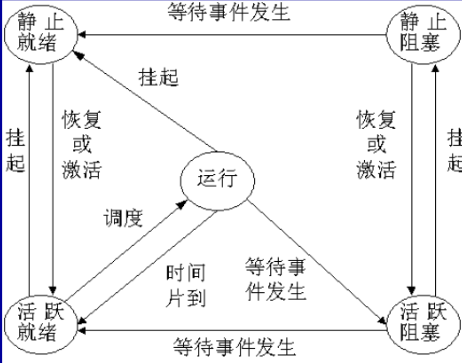 等待事件发生
静 止
就绪
静 止
阻塞
挂起
挂
起
恢复
或
激活
恢复
或
激活
挂
起
运行
调度
时间
片到
等待事
件发生
活 跃
就绪
活 跃
阻塞
等待事件发生